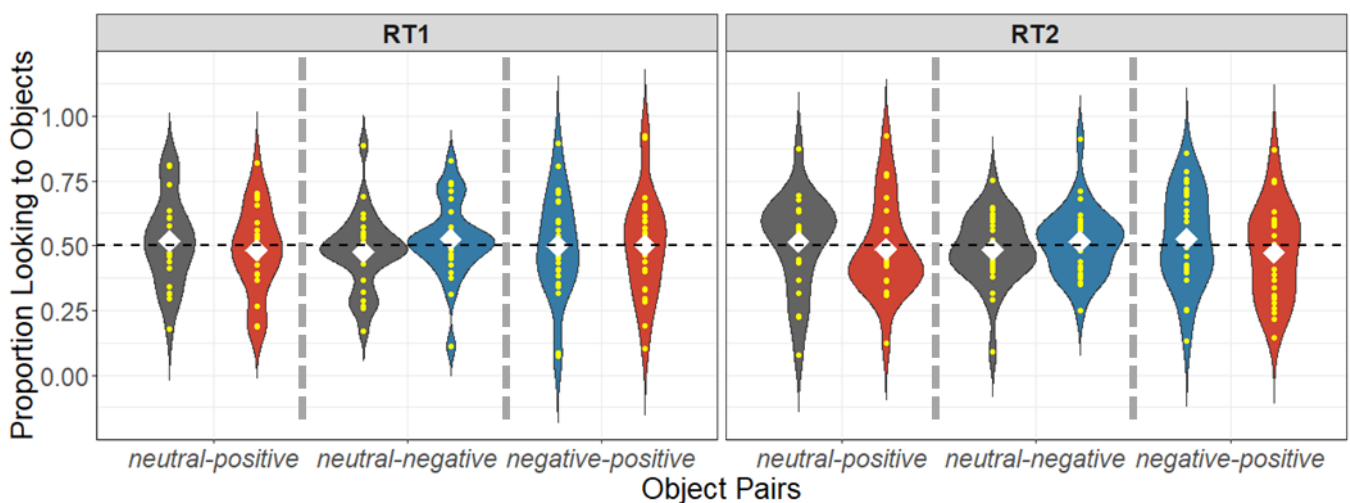 RT1
RT2
Proportion Looking to Objects
1.00
0.75
0.50
0.25
0.00
neutral-positive neutral-negative negative-positive
neutral-positive neutral-negative negative-positive
Object Pairs